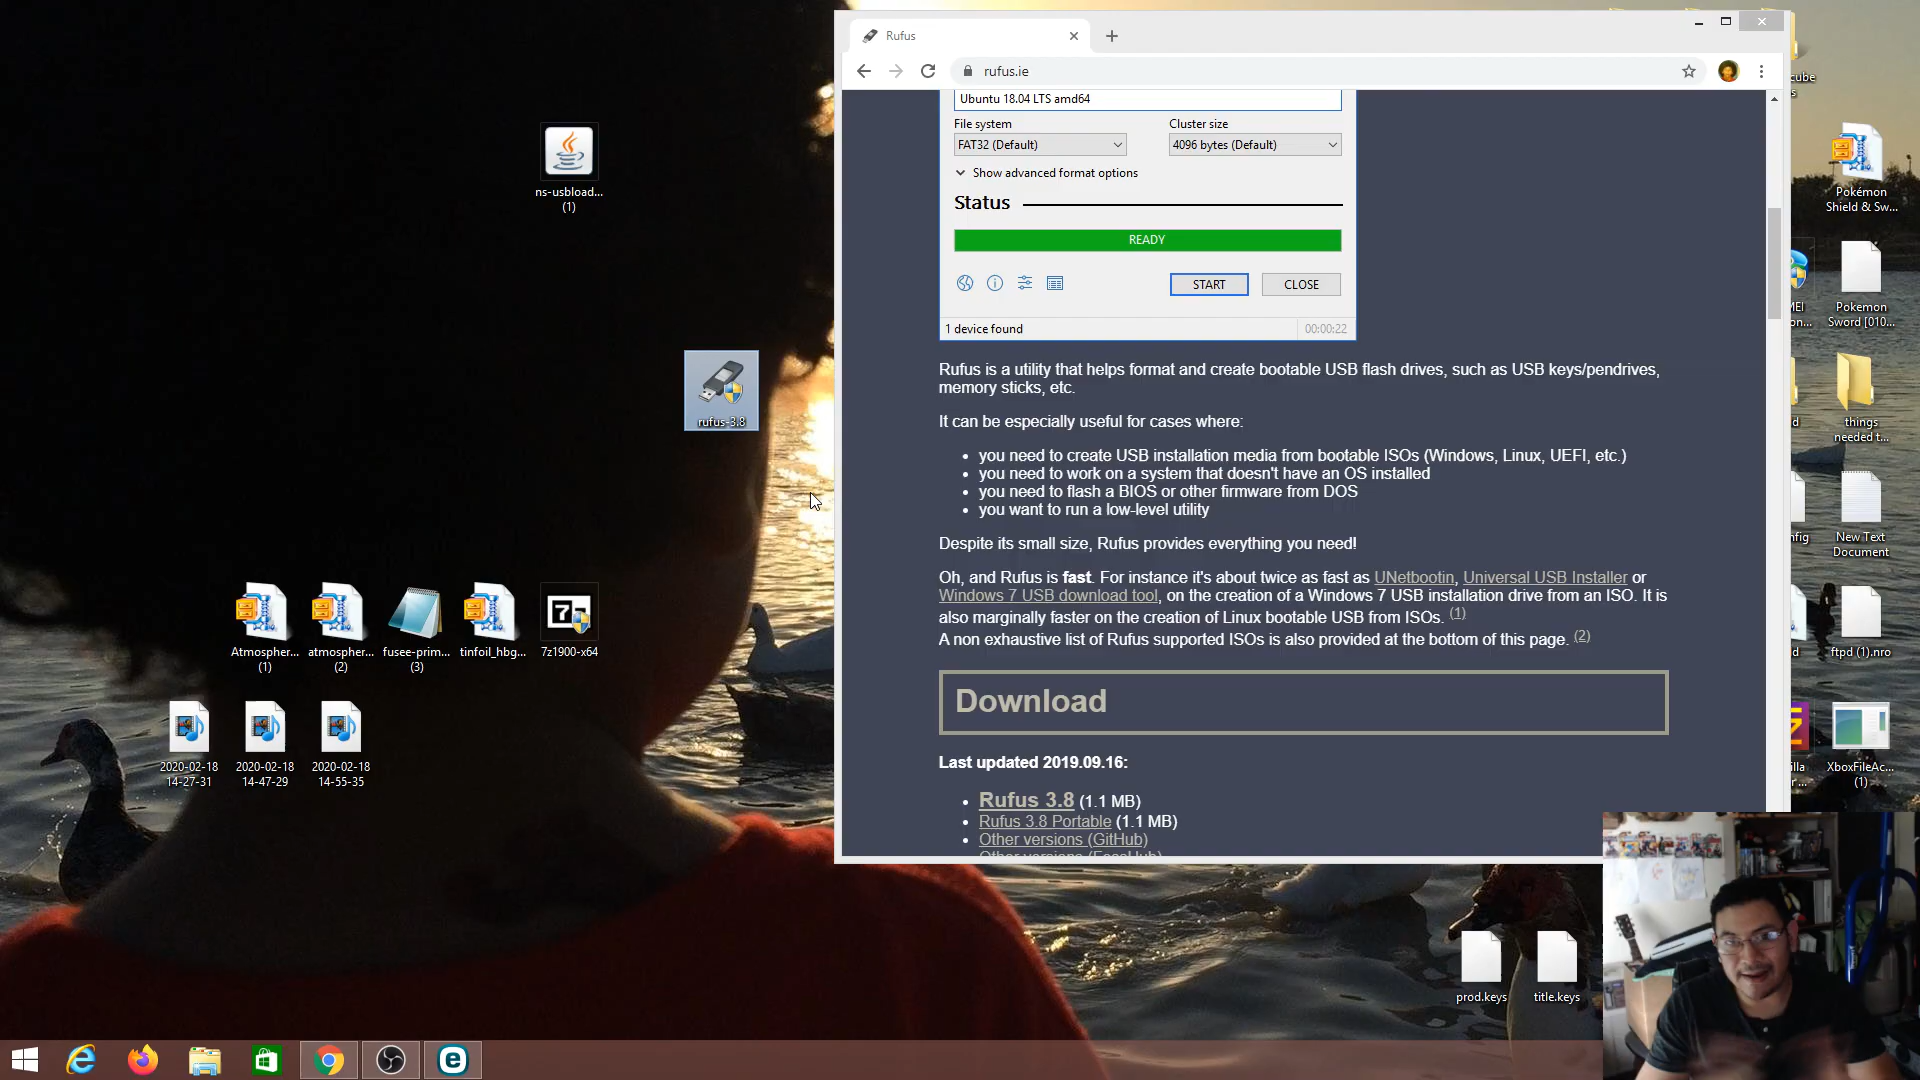 Rufus
rufus.ie
Ubuntu 18.04 LTS amd64
File system
Cluster size
FAT32 (Default)
4096 bytes (Default)
Show advanced format options
Status
READY
START
CLOSE
1 device found
00:00:22
Rufus is a utility that helps format and create bootable USB flash drives, such as USB keys/pendrives,
memory sticks, etc.
It can be especially useful for cases where:
you need to create USB installation media from bootable ISOs (Windows, Linux, UEFI, etc.)
you need to work on a system that doesn't have an OS installed
you need to flash a BIOS or other firmware from DOS
you want to run a low-level utility
Despite its small size, Rufus provides everything you need!
Oh, and Rufus is fast. For instance it's about twice as fast as UNetbootin, Universal USB Installer or
Windows 7 USB download tool, on the creation of a Windows 7 USB installation drive from an ISO. It is
also marginally faster on the creation of Linux bootable USB from ISOs. (1)
A non exhaustive list of Rufus supported ISOs is also provided at the bottom of this page. (2)
Download
Last updated 2019.09.16:
Rufus 3.8 (1.1 MB)
Rufus 3.8 Portable (1.1 MB)
Other versions (GitHub)
Other versions (FossHub)
ns-usbload...
(1)
rufus-3.8
Atmospher...
(1)
atmospher...
(2)
fusee-prim...
(3)
tinfoil_hbg...
7z1900-x64
2020-02-18
14-27-31
2020-02-18
14-47-29
2020-02-18
14-55-35
Pokémon
Shield & Sw...
Pokemon
Sword [010...
things
needed t...
New Text
Document
ftpd (1).nro
XboxFileAc...
(1)
prod.keys
title.keys